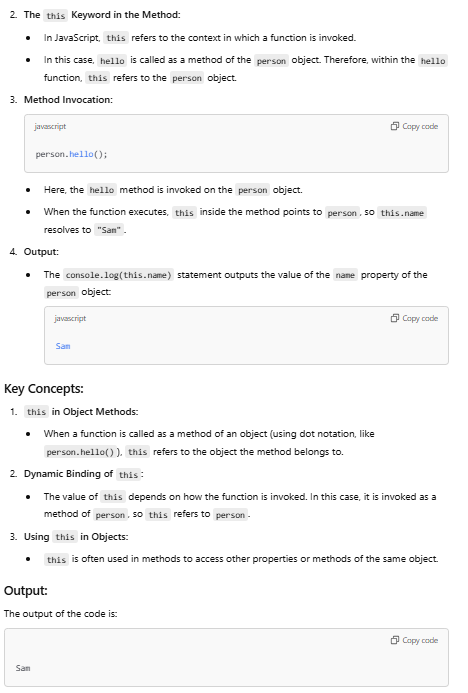 2. The this Keyword in the Method:
• In JavaScript, this refers to the context in which a function is invoked.
• In this case, hello is called as a method of the person object. Therefore, within the hello
function, this refers to the person object.
3. Method Invocation:
javascript Copy code
person.hello();
• Here, the hello method is invoked on the person object.
• When the function executes, this inside the method points to person, so this.name
resolves to "Sam".
4. Output:
• The console.log(this.name) statement outputs the value of the name property of the
person object:
javascript Copy code
Sam
Key Concepts:
1. this in Object Methods:
• When a function is called as a method of an object (using dot notation, like
person.hello()), this refers to the object the method belongs to.
2. Dynamic Binding of this:
• The value of this depends on how the function is invoked. In this case, it is invoked as a
method of person, so this refers to person.
3. Using this in Objects:
• this is often used in methods to access other properties or methods of the same object.
Output:
The output of the code is:
Copy code
Sam